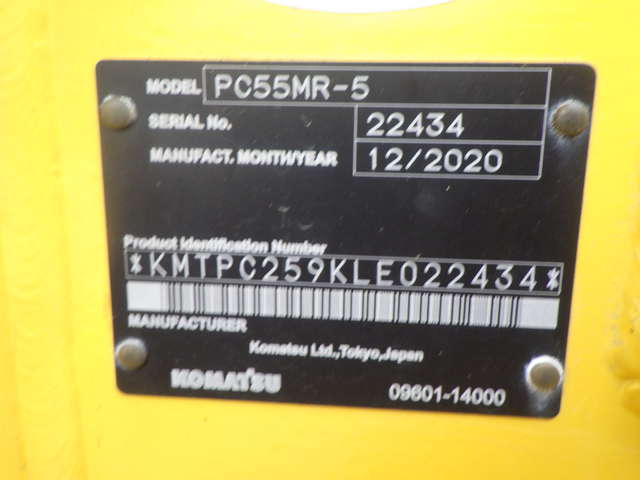 MODEL PC55MR-5
SERIAL No. 22434
MANUFACT. MONTH/YEAR 12/2020
Product Identification Number
*KMTPC259KLE022434*
MANUFACTURER
Komatsu Ltd.,Tokyo,Japan
KOMATSU 09601-14000